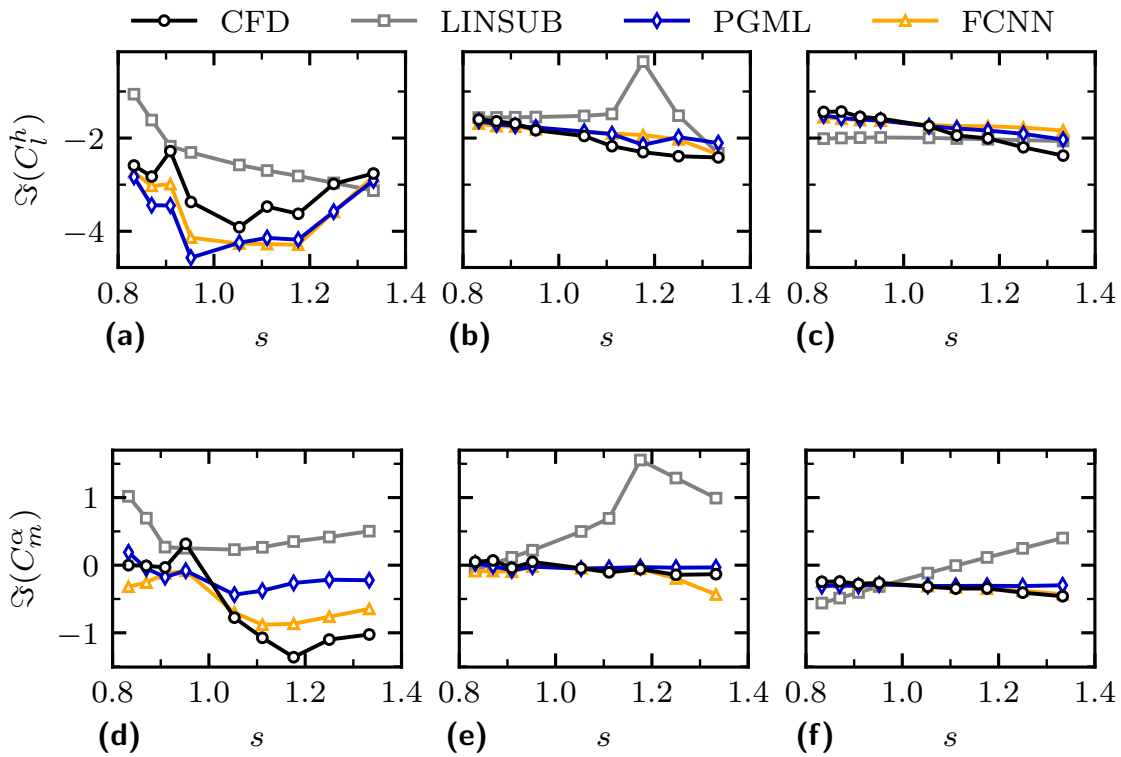 CFD LINSUB PGML FCNN
ℑ(C_l^h)
−2
−4
0.8 1.0 1.2 1.4
0.8 1.0 1.2 1.4
0.8 1.0 1.2 1.4
(a) s
(b) s
(c) s
ℑ(C_m^α)
1
0
−1
0.8 1.0 1.2 1.4
0.8 1.0 1.2 1.4
0.8 1.0 1.2 1.4
(d) s
(e) s
(f) s